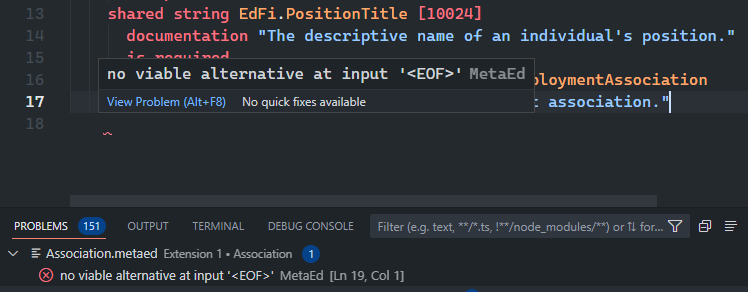 13 shared string EdFi.PositionTitle [10024]
14 documentation "The descriptive name of an individual's position."
15 is required
16 ploymentAssociation
no viable alternative at input '<EOF>' MetaEd
View Problem (Alt+F8) No quick fixes available
17 t association."
18
PROBLEMS 151 OUTPUT TERMINAL DEBUG CONSOLE Filter (e.g. text, **/*.ts, !**/node_modules/**) or ⇅ for...
Association.metaed Extension 1 • Association 1
no viable alternative at input '<EOF>' MetaEd [Ln 19, Col 1]